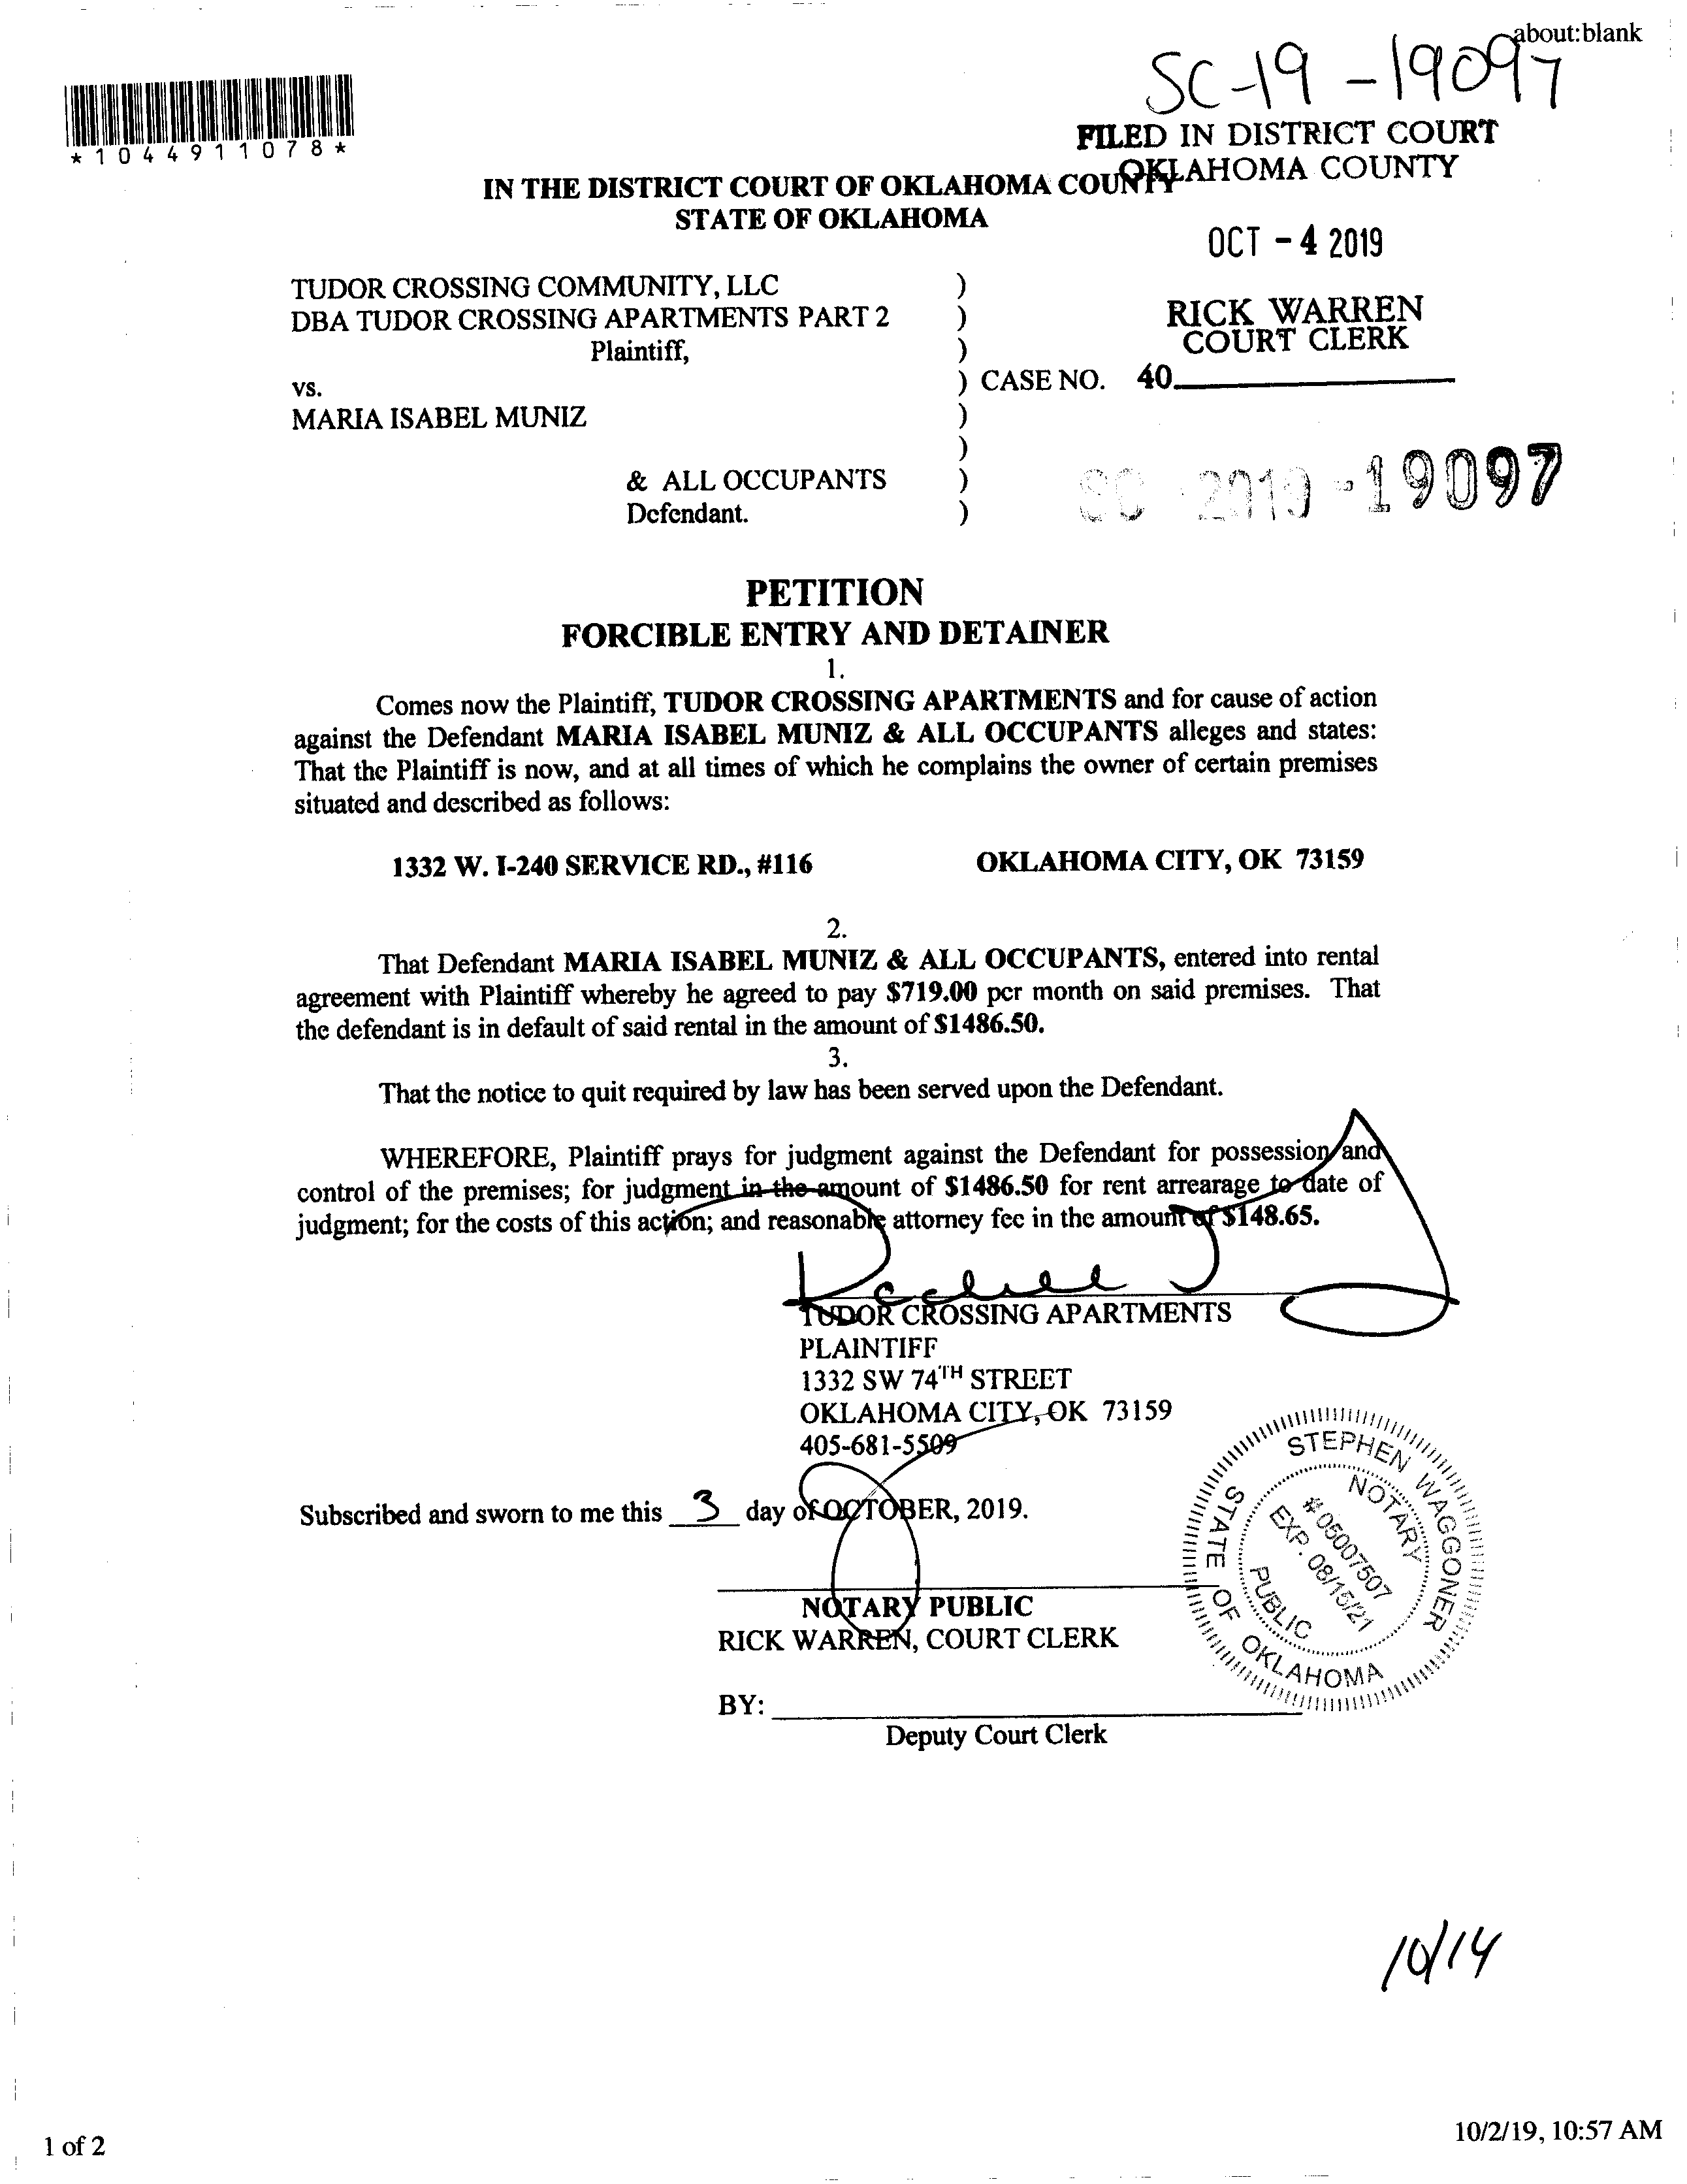 about:blank
SC-19-19097
*1044911078*
FILED IN DISTRICT COURT
OKLAHOMA COUNTY
IN THE DISTRICT COURT OF OKLAHOMA COUNTY
STATE OF OKLAHOMA
OCT - 4 2019
TUDOR CROSSING COMMUNITY, LLC )
DBA TUDOR CROSSING APARTMENTS PART 2 )
Plaintiff, )
RICK WARREN
COURT CLERK
vs. ) CASE NO. 40
MARIA ISABEL MUNIZ )
)
& ALL OCCUPANTS )
Defendant. )
SC-2019-19097
PETITION
FORCIBLE ENTRY AND DETAINER
1.
Comes now the Plaintiff, TUDOR CROSSING APARTMENTS and for cause of action
against the Defendant MARIA ISABEL MUNIZ & ALL OCCUPANTS alleges and states:
That the Plaintiff is now, and at all times of which he complains the owner of certain premises
situated and described as follows:
1332 W. I-240 SERVICE RD., #116 OKLAHOMA CITY, OK 73159
2.
That Defendant MARIA ISABEL MUNIZ & ALL OCCUPANTS, entered into rental
agreement with Plaintiff whereby he agreed to pay $719.00 per month on said premises. That
the defendant is in default of said rental in the amount of $1486.50.
3.
That the notice to quit required by law has been served upon the Defendant.
WHEREFORE, Plaintiff prays for judgment against the Defendant for possession and
control of the premises; for judgment in the amount of $1486.50 for rent arrearage to date of
judgment; for the costs of this action; and reasonable attorney fee in the amount of $148.65.
TUDOR CROSSING APARTMENTS
PLAINTIFF
1332 SW 74TH STREET
OKLAHOMA CITY, OK 73159
405-681-5509
Subscribed and sworn to me this 3 day of OCTOBER, 2019.
NOTARY PUBLIC
RICK WARREN, COURT CLERK
BY:
Deputy Court Clerk
STEPHEN WAGGONER
STATE OF OKLAHOMA
NOTARY PUBLIC
# 05007507
EXP. 08/15/21
10/14
1 of 2
10/2/19, 10:57 AM